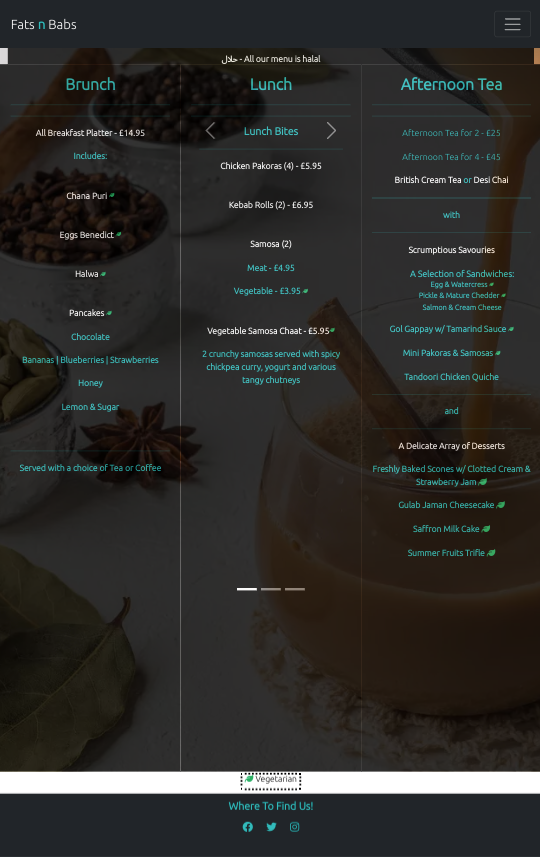 Fats n Babs
حلال - All our menu is halal
Brunch
All Breakfast Platter - £14.95
Includes:
Chana Puri
Eggs Benedict
Halwa
Pancakes
Chocolate
Bananas | Blueberries | Strawberries
Honey
Lemon & Sugar
Served with a choice of Tea or Coffee
Lunch
Lunch Bites
Chicken Pakoras (4) - £5.95
Kebab Rolls (2) - £6.95
Samosa (2)
Meat - £4.95
Vegetable - £3.95
Vegetable Samosa Chaat - £5.95
2 crunchy samosas served with spicy
chickpea curry, yogurt and various
tangy chutneys
Afternoon Tea
Afternoon Tea for 2 - £25
Afternoon Tea for 4 - £45
British Cream Tea or Desi Chai
with
Scrumptious Savouries
A Selection of Sandwiches:
Egg & Watercress
Pickle & Mature Chedder
Salmon & Cream Cheese
Gol Gappay w/ Tamarind Sauce
Mini Pakoras & Samosas
Tandoori Chicken Quiche
and
A Delicate Array of Desserts
Freshly Baked Scones w/ Clotted Cream &
Strawberry Jam
Gulab Jaman Cheesecake
Saffron Milk Cake
Summer Fruits Trifle
Vegetarian
Where To Find Us!